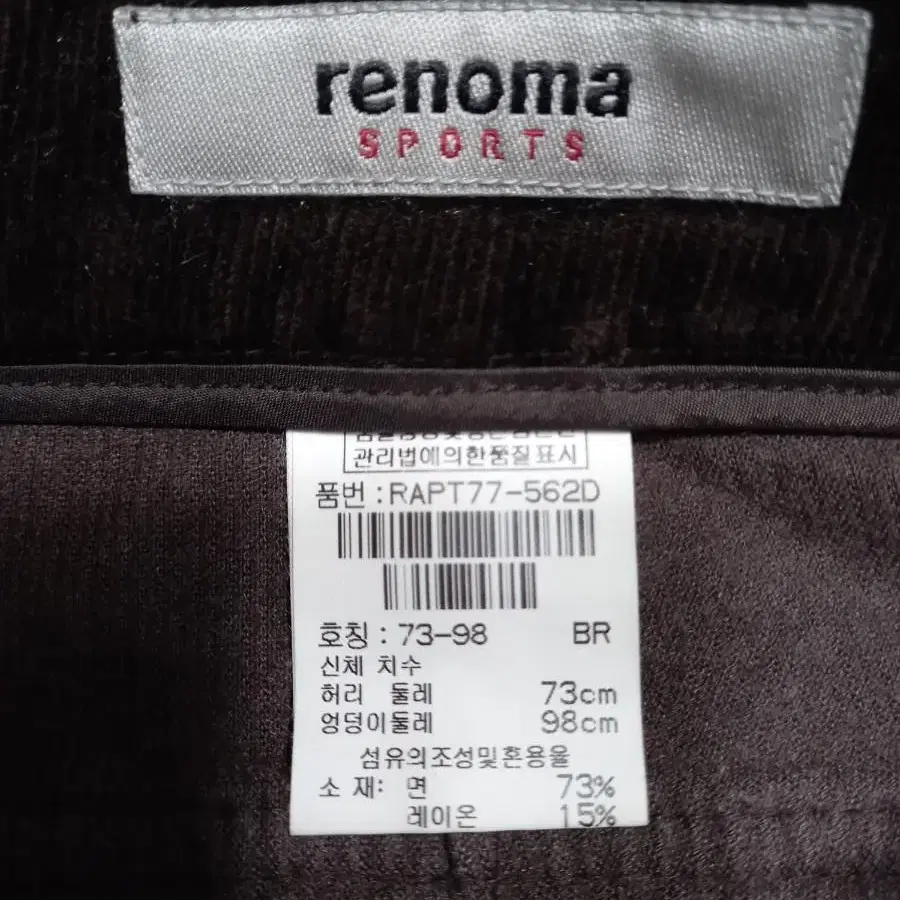 renoma
SPORTS
관리법에의한품질표시
품번 : RAPT77-562D
호칭 : 73-98 BR
신체 치수
허리 둘레 73cm
엉덩이둘레 98cm
섬유의조성및혼용율
소 재: 면 73%
레이온 15%